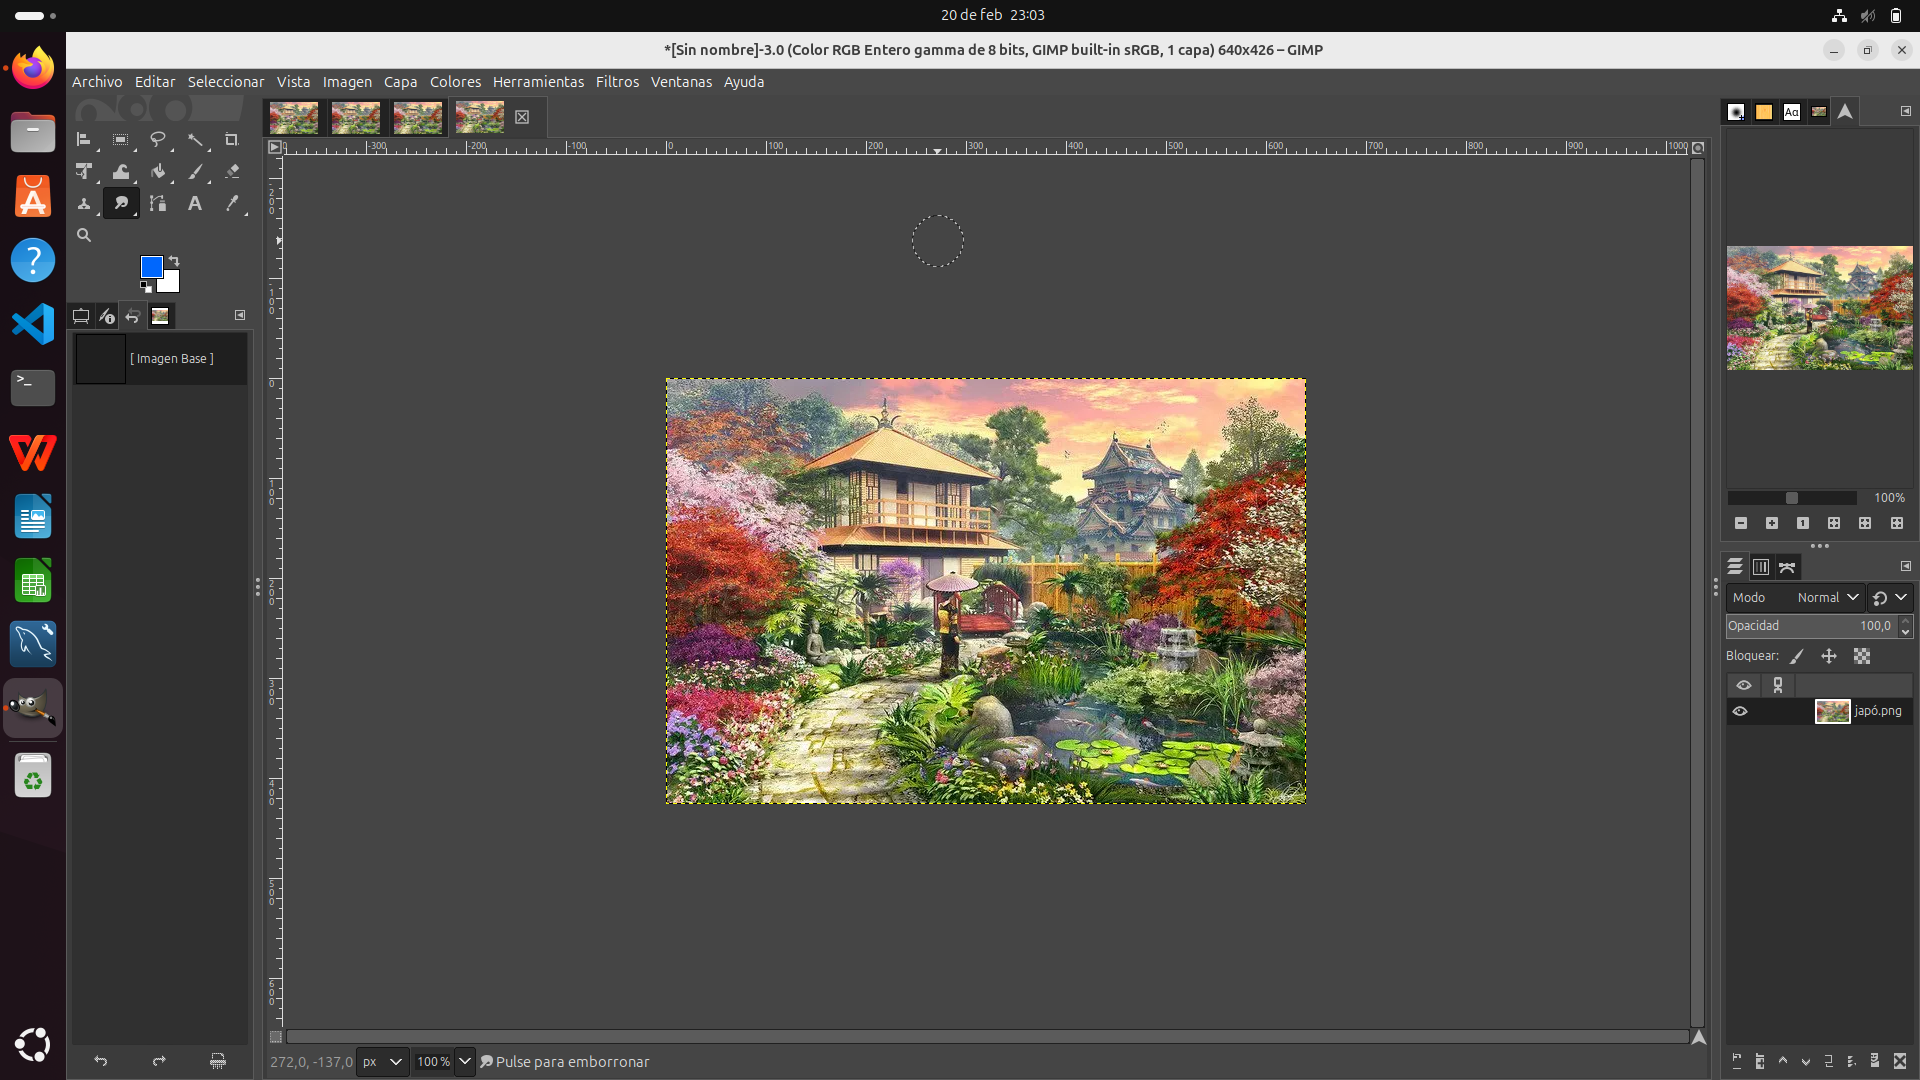 20 de feb  23:03
*[Sin nombre]-3.0 (Color RGB Entero gamma de 8 bits, GIMP built-in sRGB, 1 capa) 640x426 – GIMP
Archivo Editar Seleccionar Vista Imagen Capa Colores Herramientas Filtros Ventanas Ayuda
-300 -200 -100 0 100 200 300 400 500 600 700 800 900 1000
[ Imagen Base ]
100%
Modo Normal
Opacidad 100,0
Bloquear:
japó.png
272,0, -137,0 px 100 % Pulse para emborronar